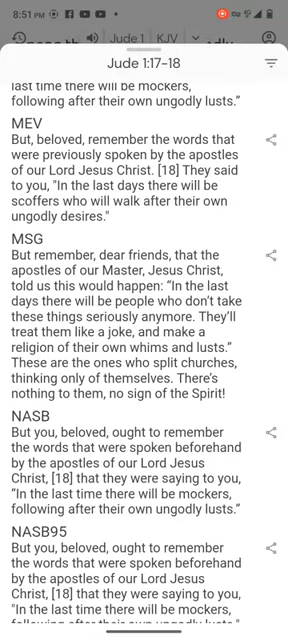 8:51 PM
Jude 1 KJV
Jude 1:17-18
last time there will be mockers,
following after their own ungodly lusts."
MEV
But, beloved, remember the words that
were previously spoken by the apostles
of our Lord Jesus Christ. [18] They said
to you, "In the last days there will be
scoffers who will walk after their own
ungodly desires."
MSG
But remember, dear friends, that the
apostles of our Master, Jesus Christ,
told us this would happen: “In the last
days there will be people who don’t take
these things seriously anymore. They’ll
treat them like a joke, and make a
religion of their own whims and lusts.”
These are the ones who split churches,
thinking only of themselves. There’s
nothing to them, no sign of the Spirit!
NASB
But you, beloved, ought to remember
the words that were spoken beforehand
by the apostles of our Lord Jesus
Christ, [18] that they were saying to you,
“In the last time there will be mockers,
following after their own ungodly lusts.”
NASB95
But you, beloved, ought to remember
the words that were spoken beforehand
by the apostles of our Lord Jesus
Christ, [18] that they were saying to you,
"In the last time there will be mockers,
following after their own ungodly lusts."